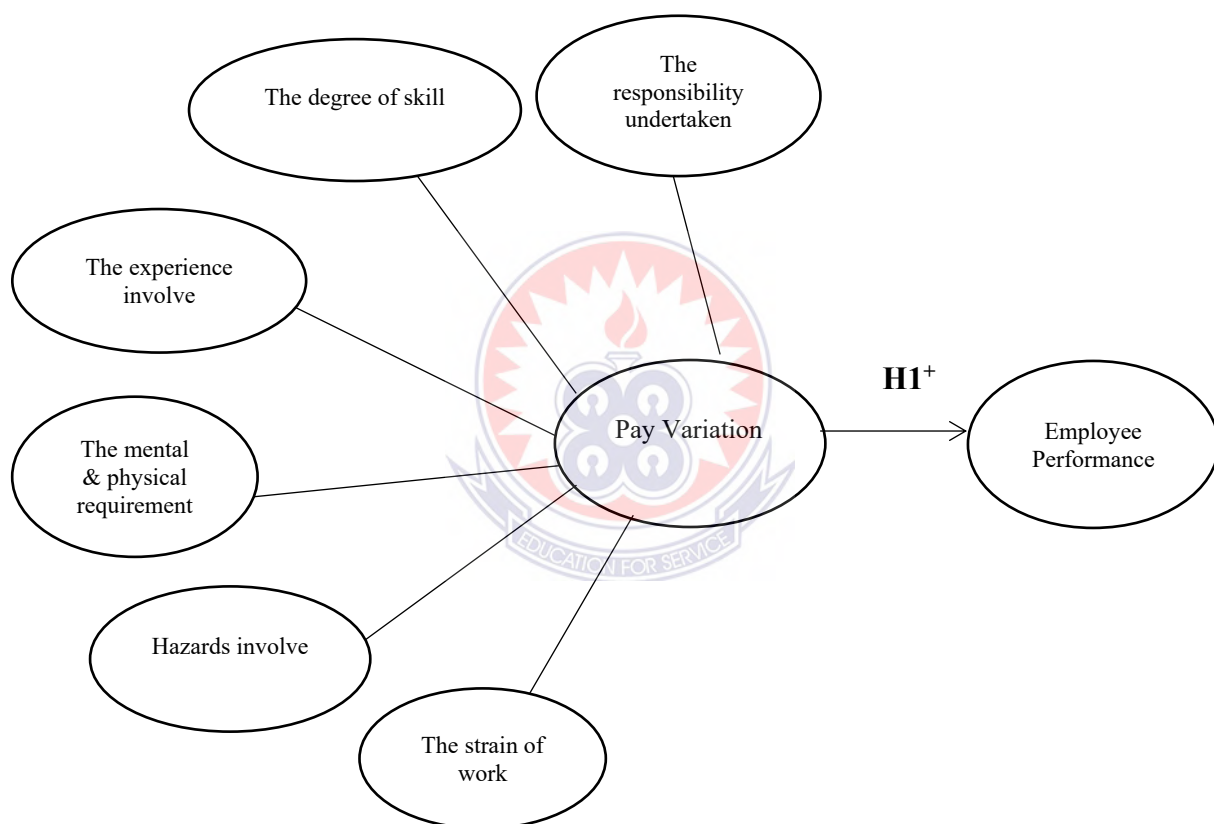 The
responsibility
undertaken
The degree of skill
The experience
involve
The mental
& physical
requirement
Hazards involve
The strain of
work
Pay Variation
H1⁺
Employee
Performance
EDUCATION FOR SERVICE